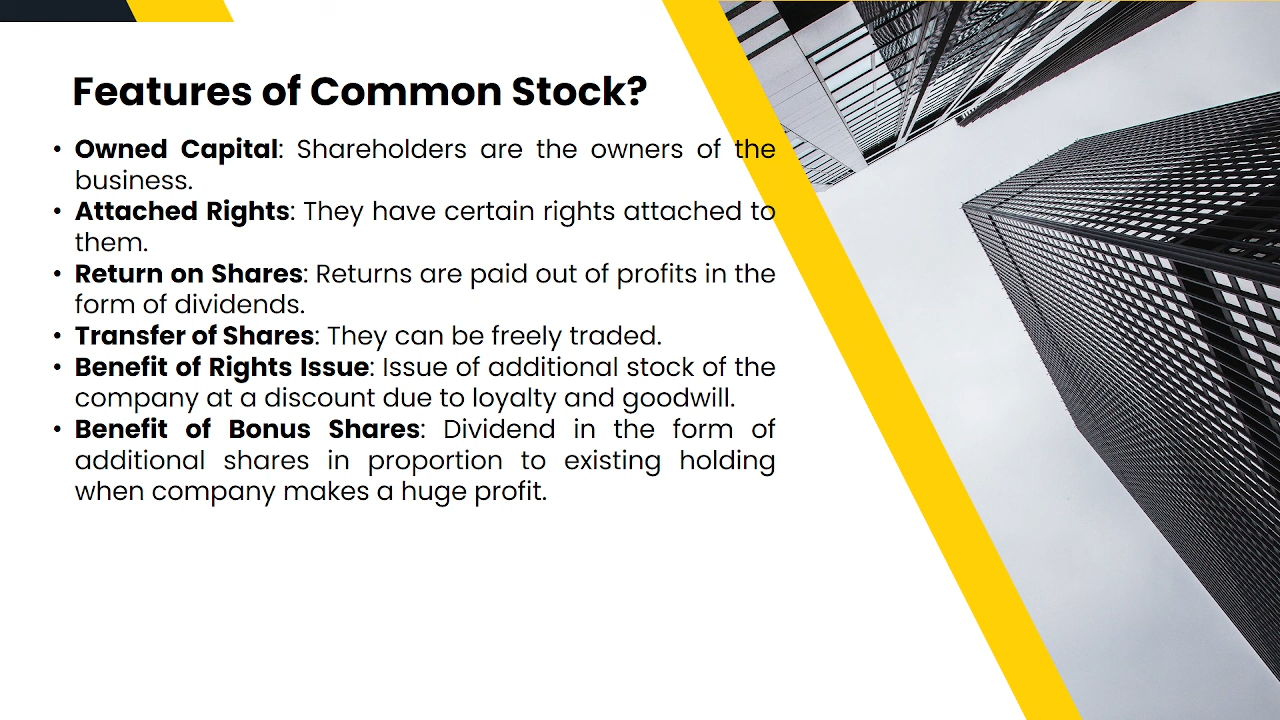 Features of Common Stock?
• Owned Capital: Shareholders are the owners of the
business.
• Attached Rights: They have certain rights attached to
them.
• Return on Shares: Returns are paid out of profits in the
form of dividends.
• Transfer of Shares: They can be freely traded.
• Benefit of Rights Issue: Issue of additional stock of the
company at a discount due to loyalty and goodwill.
• Benefit of Bonus Shares: Dividend in the form of
additional shares in proportion to existing holding
when company makes a huge profit.